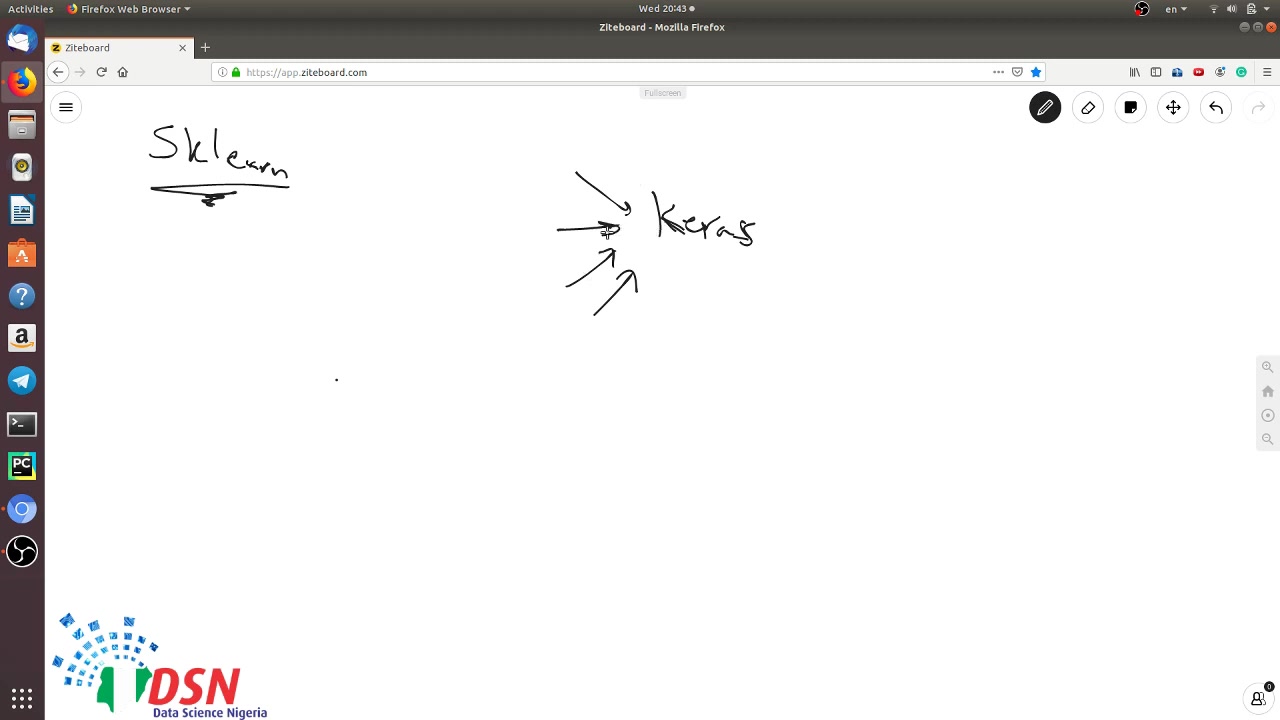 Activities Firefox Web Browser Wed 20:43 en
Ziteboard - Mozilla Firefox
Ziteboard
https://app.ziteboard.com
Fullscreen
Sklearn
Keras
0
DSN
Data Science Nigeria